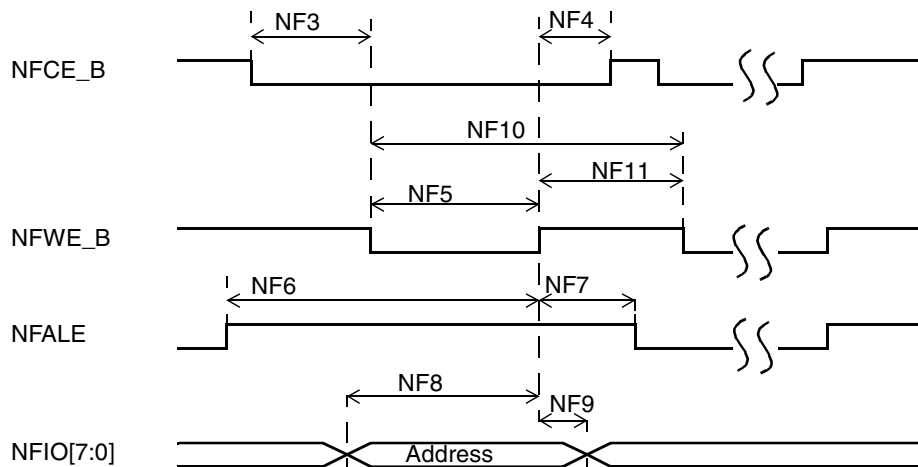 NF3
NF4
NFCE_B
NF10
NF11
NF5
NFWE_B
NF6
NF7
NFALE
NF8
NF9
NFIO[7:0]
Address